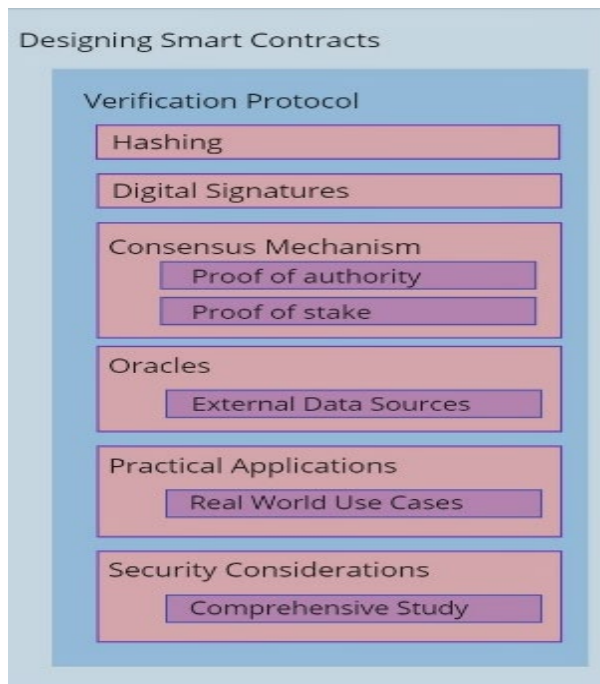 Designing Smart Contracts
Verification Protocol
Hashing
Digital Signatures
Consensus Mechanism
Proof of authority
Proof of stake
Oracles
External Data Sources
Practical Applications
Real World Use Cases
Security Considerations
Comprehensive Study